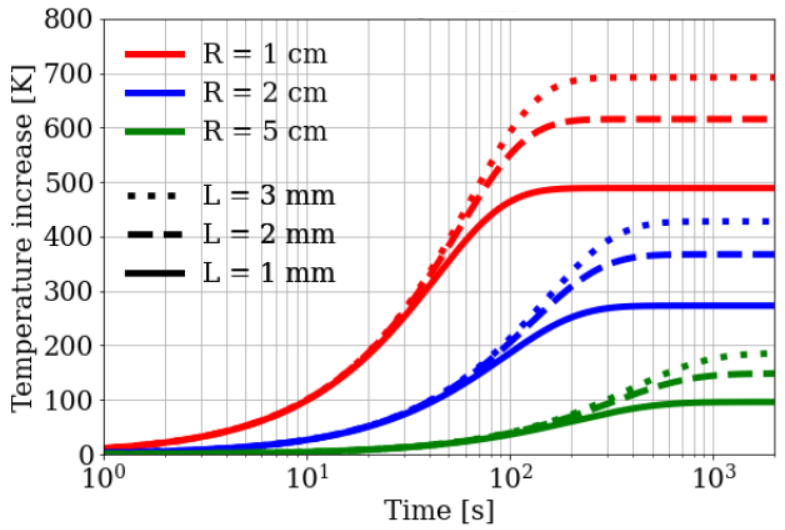 800
700
600
500
400
300
200
100
0
Temperature increase [K]
R = 1 cm
R = 2 cm
R = 5 cm
L = 3 mm
L = 2 mm
L = 1 mm
10⁰ 10¹ 10² 10³
Time [s]